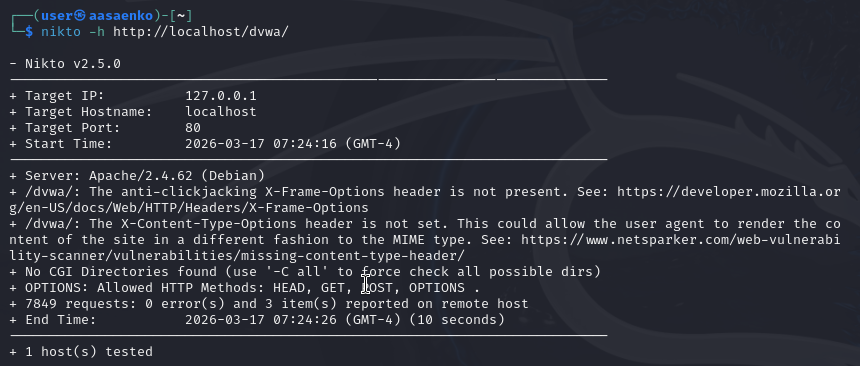 ┌──(user㉿aasaenko)-[~]
└─$ nikto -h http://localhost/dvwa/
- Nikto v2.5.0
---------------------------------------------------------------------------
+ Target IP:          127.0.0.1
+ Target Hostname:    localhost
+ Target Port:        80
+ Start Time:         2026-03-17 07:24:16 (GMT-4)
---------------------------------------------------------------------------
+ Server: Apache/2.4.62 (Debian)
+ /dvwa/: The anti-clickjacking X-Frame-Options header is not present. See: https://developer.mozilla.or
g/en-US/docs/Web/HTTP/Headers/X-Frame-Options
+ /dvwa/: The X-Content-Type-Options header is not set. This could allow the user agent to render the co
ntent of the site in a different fashion to the MIME type. See: https://www.netsparker.com/web-vulnerabi
lity-scanner/vulnerabilities/missing-content-type-header/
+ No CGI Directories found (use '-C all' to force check all possible dirs)
+ OPTIONS: Allowed HTTP Methods: HEAD, GET, POST, OPTIONS .
+ 7849 requests: 0 error(s) and 3 item(s) reported on remote host
+ End Time:           2026-03-17 07:24:26 (GMT-4) (10 seconds)
---------------------------------------------------------------------------
+ 1 host(s) tested